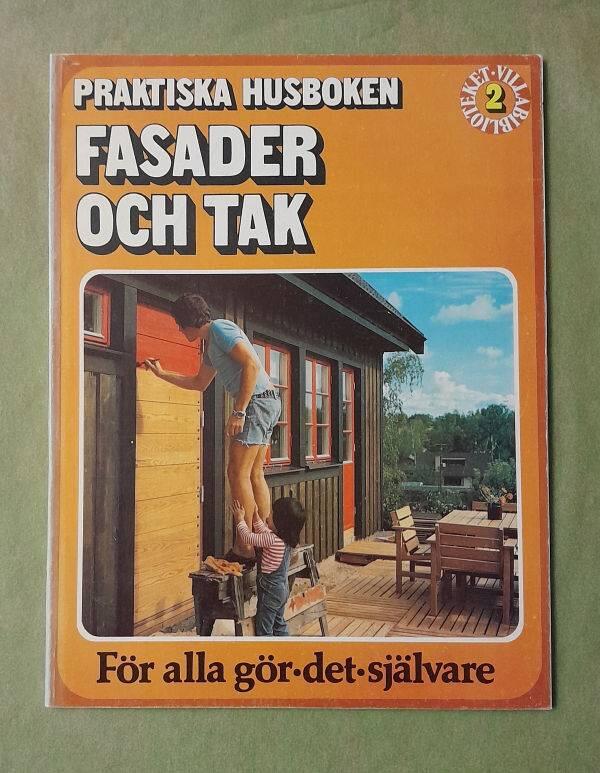 PRAKTISKA HUSBOKEN
FASADER
OCH TAK
VILLABIBLIOTEKET
2
För alla gör·det·självare